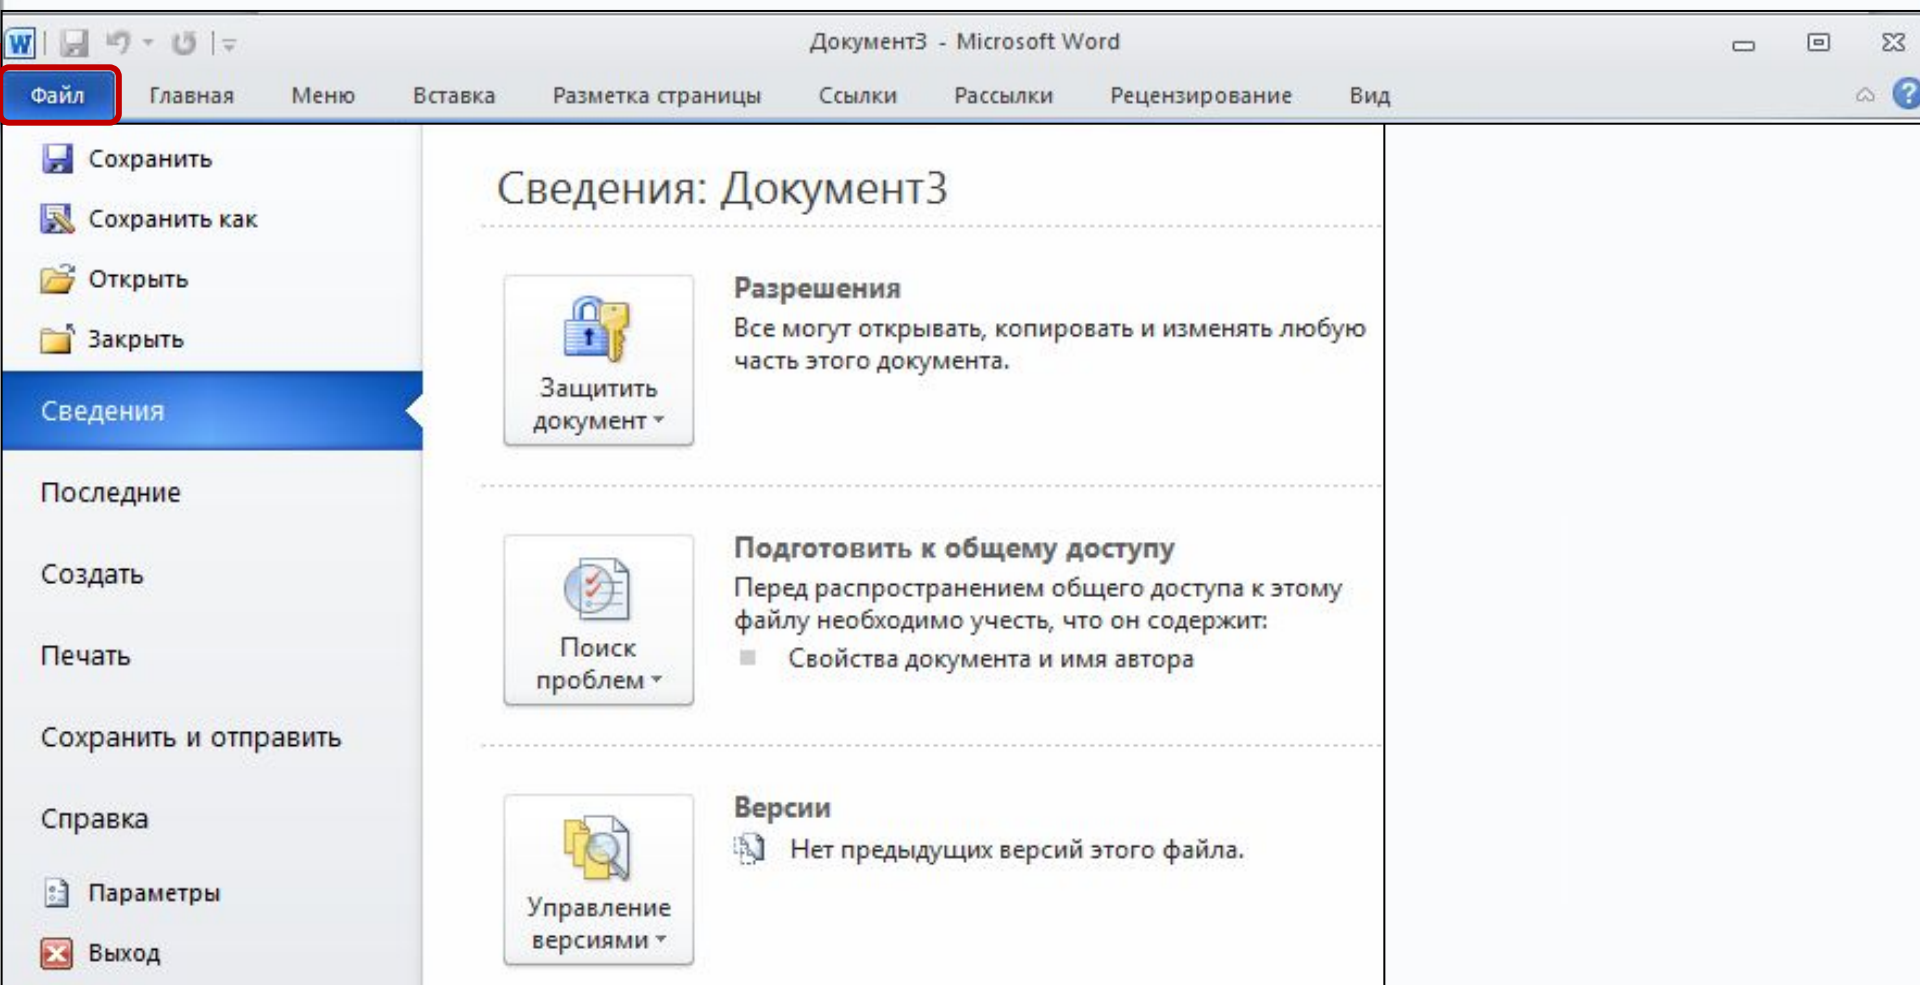 Документ3 - Microsoft Word
Файл Главная Меню Вставка Разметка страницы Ссылки Рассылки Рецензирование Вид
Сохранить
Сохранить как
Открыть
Закрыть
Сведения
Последние
Создать
Печать
Сохранить и отправить
Справка
Параметры
Выход
Сведения: Документ3
Защитить
документ
Разрешения
Все могут открывать, копировать и изменять любую
часть этого документа.
Поиск
проблем
Подготовить к общему доступу
Перед распространением общего доступа к этому
файлу необходимо учесть, что он содержит:
Свойства документа и имя автора
Управление
версиями
Версии
Нет предыдущих версий этого файла.